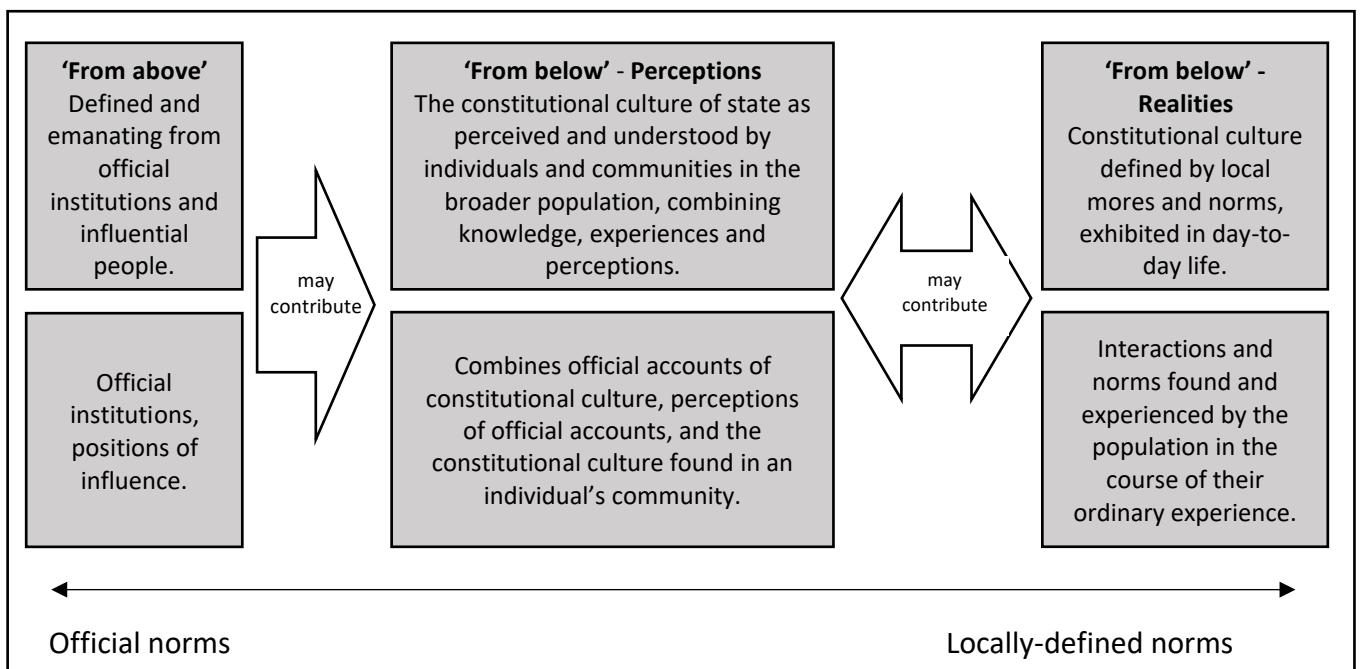 ‘From above’
Defined and
emanating from
official
institutions and
influential
people.
Official
institutions,
positions of
influence.
may
contribute
‘From below’ - Perceptions
The constitutional culture of state as
perceived and understood by
individuals and communities in the
broader population, combining
knowledge, experiences and
perceptions.
Combines official accounts of
constitutional culture, perceptions
of official accounts, and the
constitutional culture found in an
individual’s community.
may
contribute
‘From below’ -
Realities
Constitutional culture
defined by local
mores and norms,
exhibited in day-to-
day life.
Interactions and
norms found and
experienced by the
population in the
course of their
ordinary experience.
Official norms
Locally-defined norms